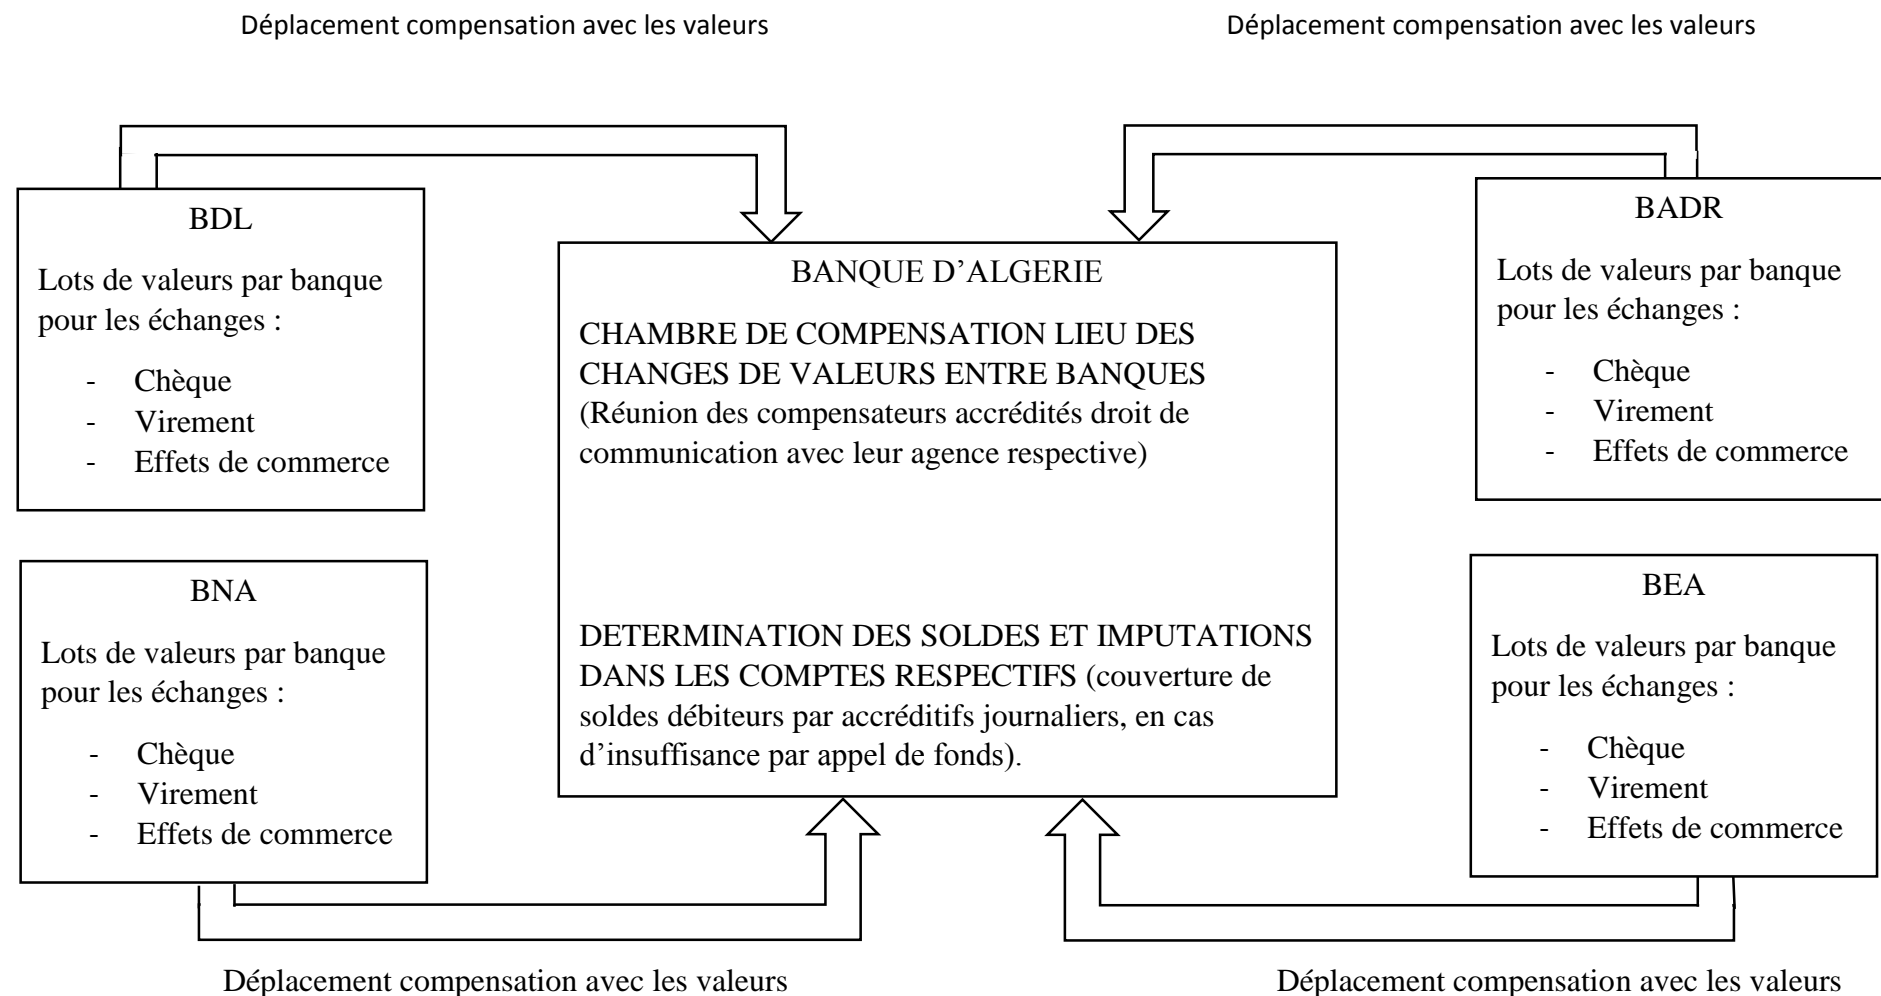 Déplacement compensation avec les valeurs
Déplacement compensation avec les valeurs
BDL
Lots de valeurs par banque
pour les échanges :
- Chèque
- Virement
- Effets de commerce
BANQUE D’ALGERIE
CHAMBRE DE COMPENSATION LIEU DES
CHANGES DE VALEURS ENTRE BANQUES
(Réunion des compensateurs accrédités droit de
communication avec leur agence respective)
DETERMINATION DES SOLDES ET IMPUTATIONS
DANS LES COMPTES RESPECTIFS (couverture de
soldes débiteurs par accréditifs journaliers, en cas
d’insuffisance par appel de fonds).
BADR
Lots de valeurs par banque
pour les échanges :
- Chèque
- Virement
- Effets de commerce
BNA
Lots de valeurs par banque
pour les échanges :
- Chèque
- Virement
- Effets de commerce
BEA
Lots de valeurs par banque
pour les échanges :
- Chèque
- Virement
- Effets de commerce
Déplacement compensation avec les valeurs
Déplacement compensation avec les valeurs